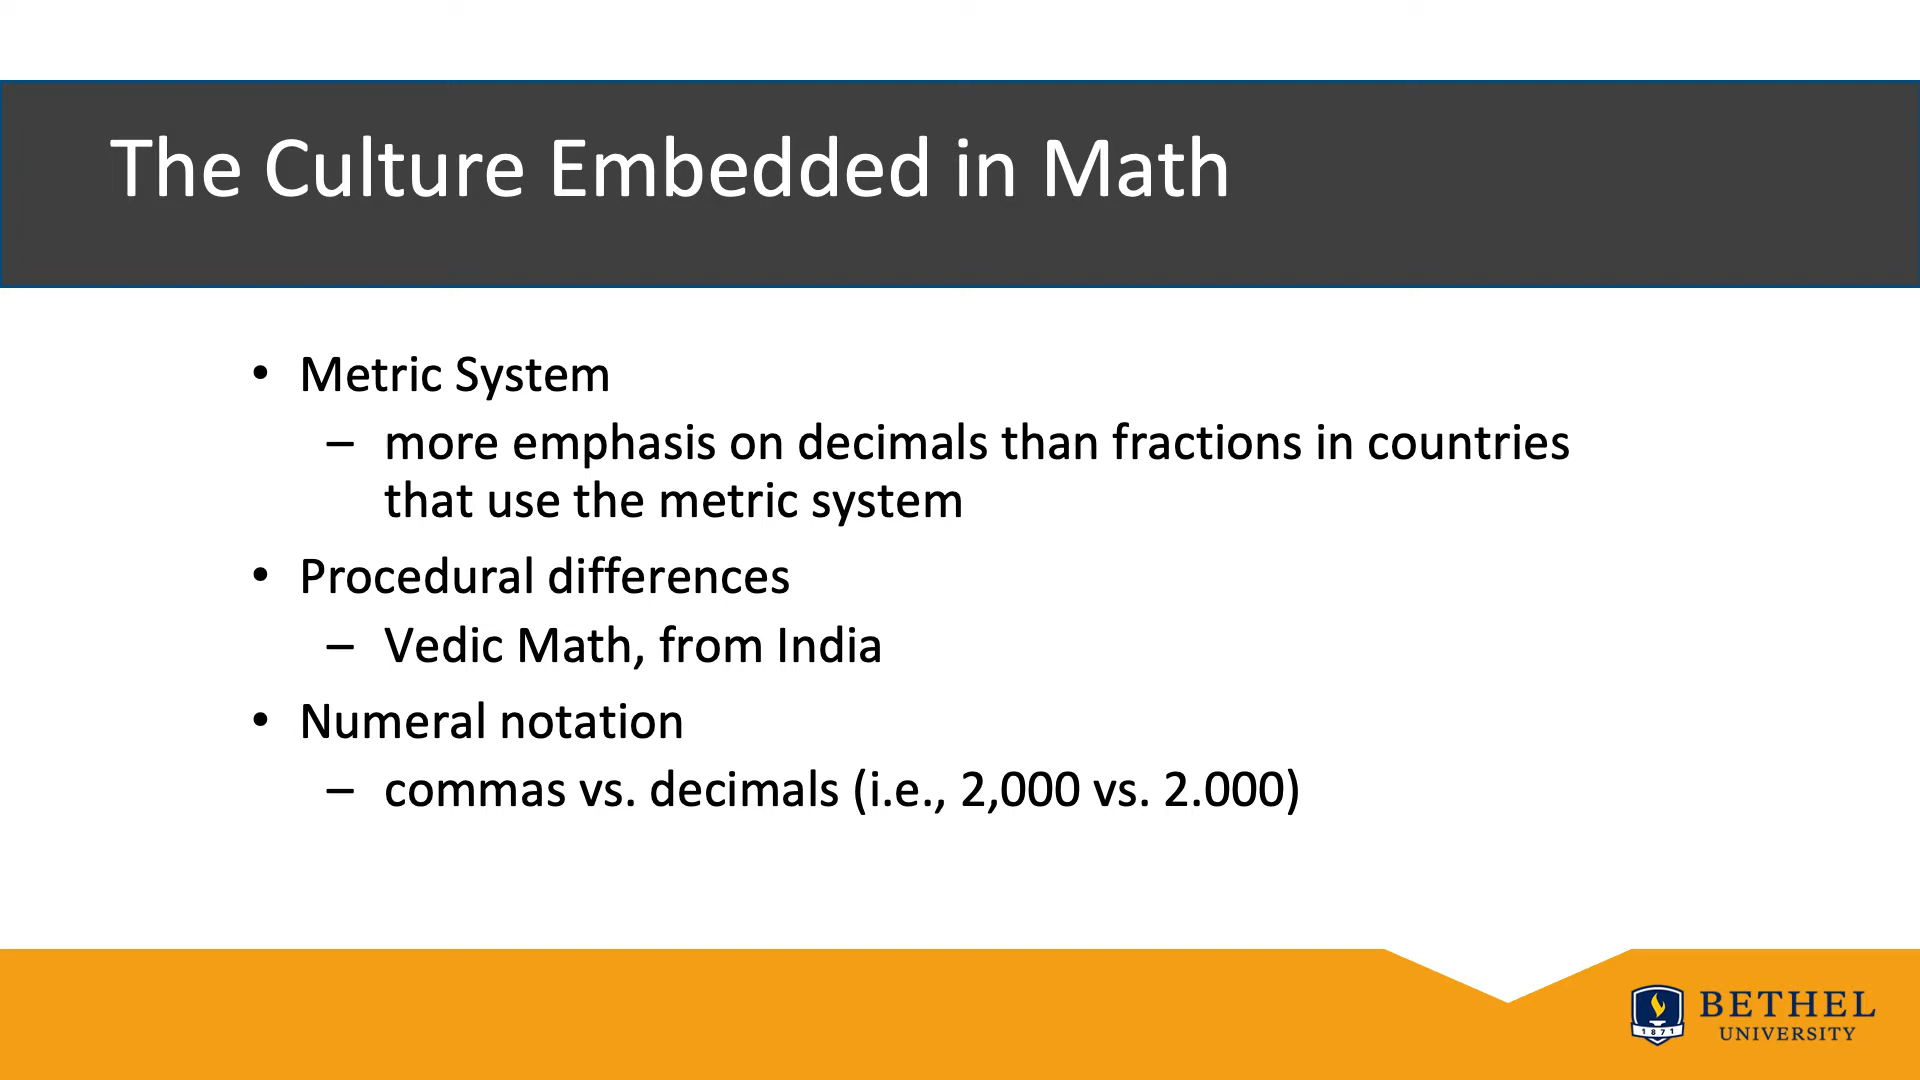 The Culture Embedded in Math
• Metric System
– more emphasis on decimals than fractions in countries
that use the metric system
• Procedural differences
– Vedic Math, from India
• Numeral notation
– commas vs. decimals (i.e., 2,000 vs. 2.000)
1871
BETHEL
UNIVERSITY